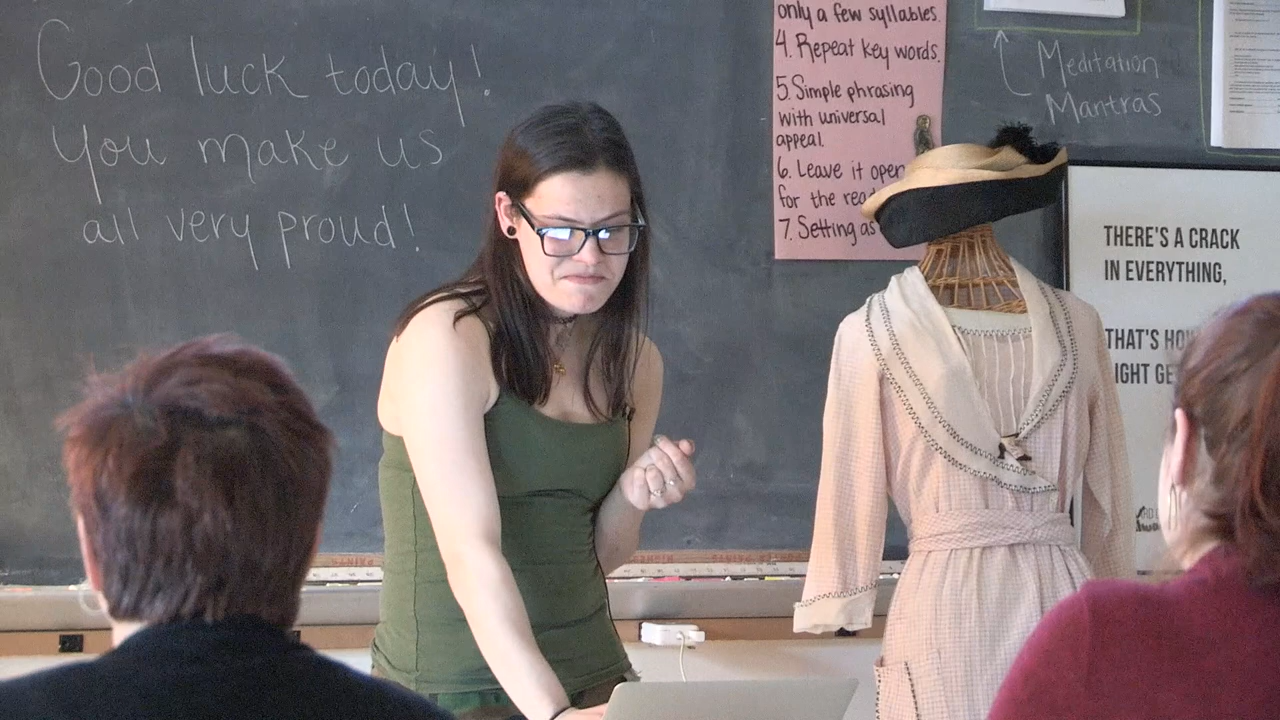 Good luck today!
you make us
all very proud!
only a few syllables.
4. Repeat key words.
5. Simple phrasing
with universal
appeal.
6. Leave it open
for the
7. Setting as
Meditation
Mantras
THERE'S A CRACK
IN EVERYTHING,
THAT'S